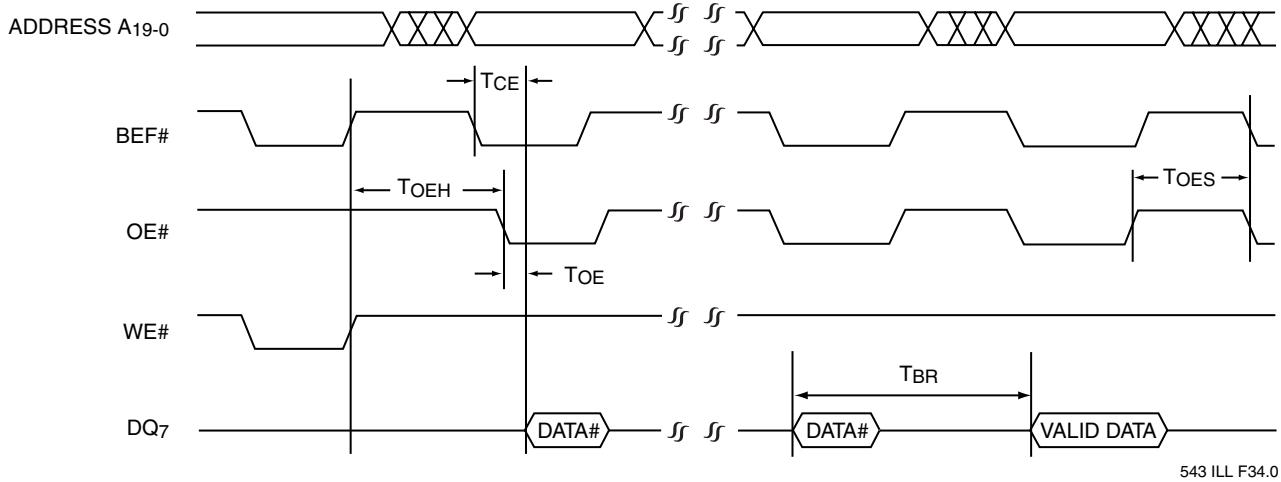 ADDRESS A19-0
TCE
BEF#
TOEH
TOES
OE#
TOE
WE#
TBR
DQ7
DATA#
DATA#
VALID DATA
543 ILL F34.0